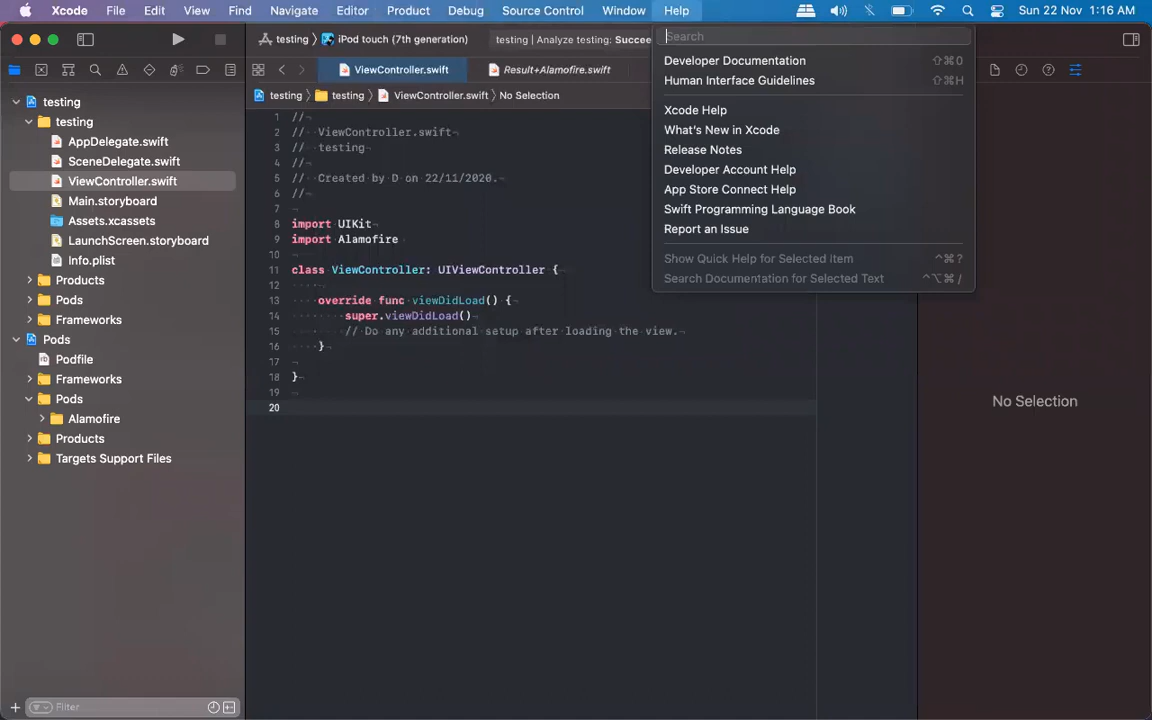 Xcode File Edit View Find Navigate Editor Product Debug Source Control Window Help Sun 22 Nov 1:16 AM
testing iPod touch (7th generation) testing | Analyze testing: Succee
Search
Developer Documentation ⇧⌘0
Human Interface Guidelines ⇧⌘H
Xcode Help
What's New in Xcode
Release Notes
Developer Account Help
App Store Connect Help
Swift Programming Language Book
Report an Issue
Show Quick Help for Selected Item ^⌘?
Search Documentation for Selected Text ^⌥⌘/
ViewController.swift Result+Alamofire.swift
testing testing ViewController.swift No Selection
testing
testing
AppDelegate.swift
SceneDelegate.swift
ViewController.swift
Main.storyboard
Assets.xcassets
LaunchScreen.storyboard
Info.plist
Products
Pods
Frameworks
Pods
Podfile
Frameworks
Pods
Alamofire
Products
Targets Support Files
Filter
1 //
2 // ViewController.swift
3 // testing
4 //
5 // Created by D on 22/11/2020.
6 //
7
8 import UIKit
9 import Alamofire
10
11 class ViewController: UIViewController {
12
13 override func viewDidLoad() {
14 super.viewDidLoad()
15 // Do any additional setup after loading the view.
16 }
17
18 }
19
20
No Selection